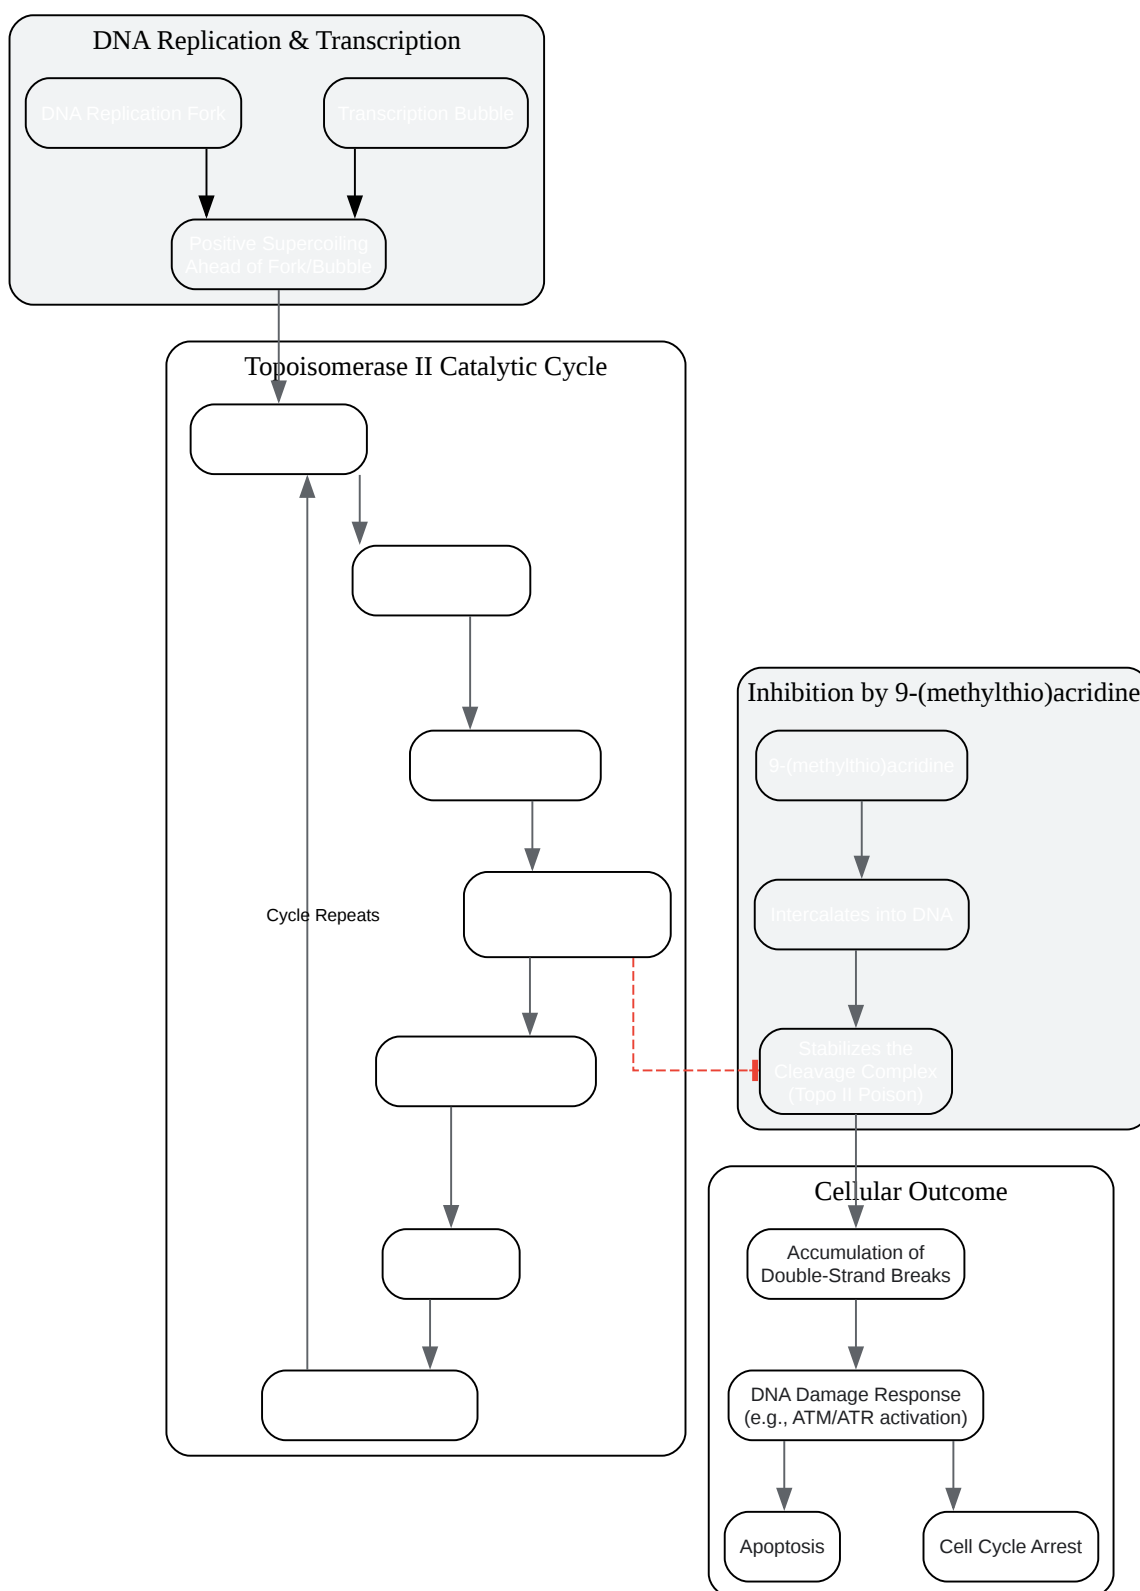 DNA Replication & Transcription
DNA Replication Fork
Transcription Bubble
Positive Supercoiling
Ahead of Fork/Bubble
Topoisomerase II Catalytic Cycle
Cycle Repeats
Inhibition by 9-(methylthio)acridine
9-(methylthio)acridine
Intercalates into DNA
Stabilizes the
Cleavage Complex
(Topo II Poison)
Cellular Outcome
Accumulation of
Double-Strand Breaks
DNA Damage Response
(e.g., ATM/ATR activation)
Apoptosis
Cell Cycle Arrest